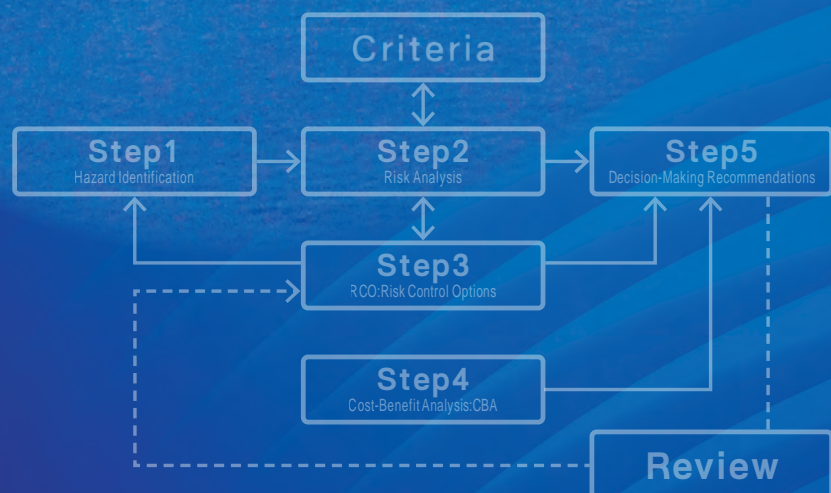 Criteria
Step1
Hazard Identification
Step2
Risk Analysis
Step5
Decision-Making Recommendations
Step3
RCO:Risk Control Options
Step4
Cost-Benefit Analysis:CBA
Review